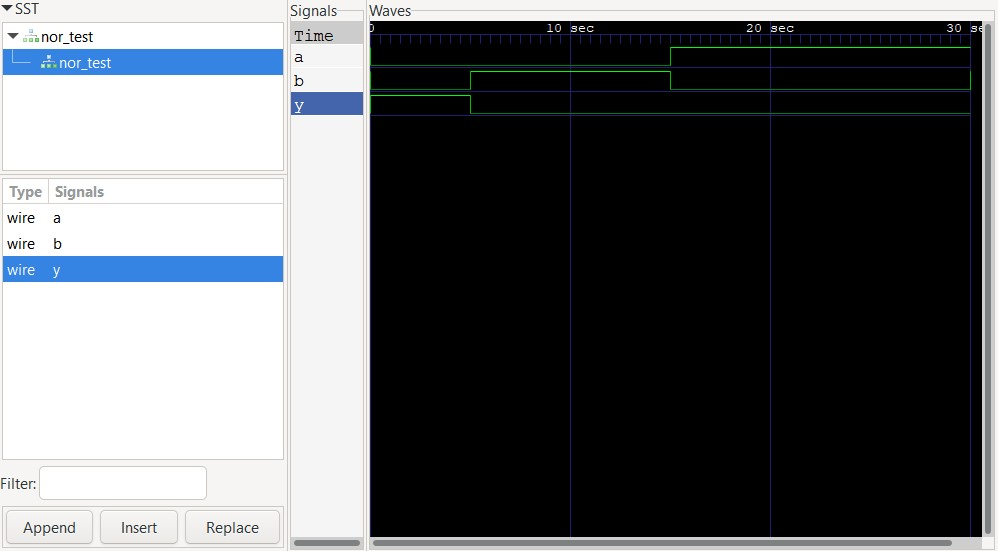 SST
nor_test
nor_test
Type Signals
wire a
wire b
wire y
Filter:
Append Insert Replace
Signals
Time
a
b
y
Waves
0 10 sec 20 sec 30 se